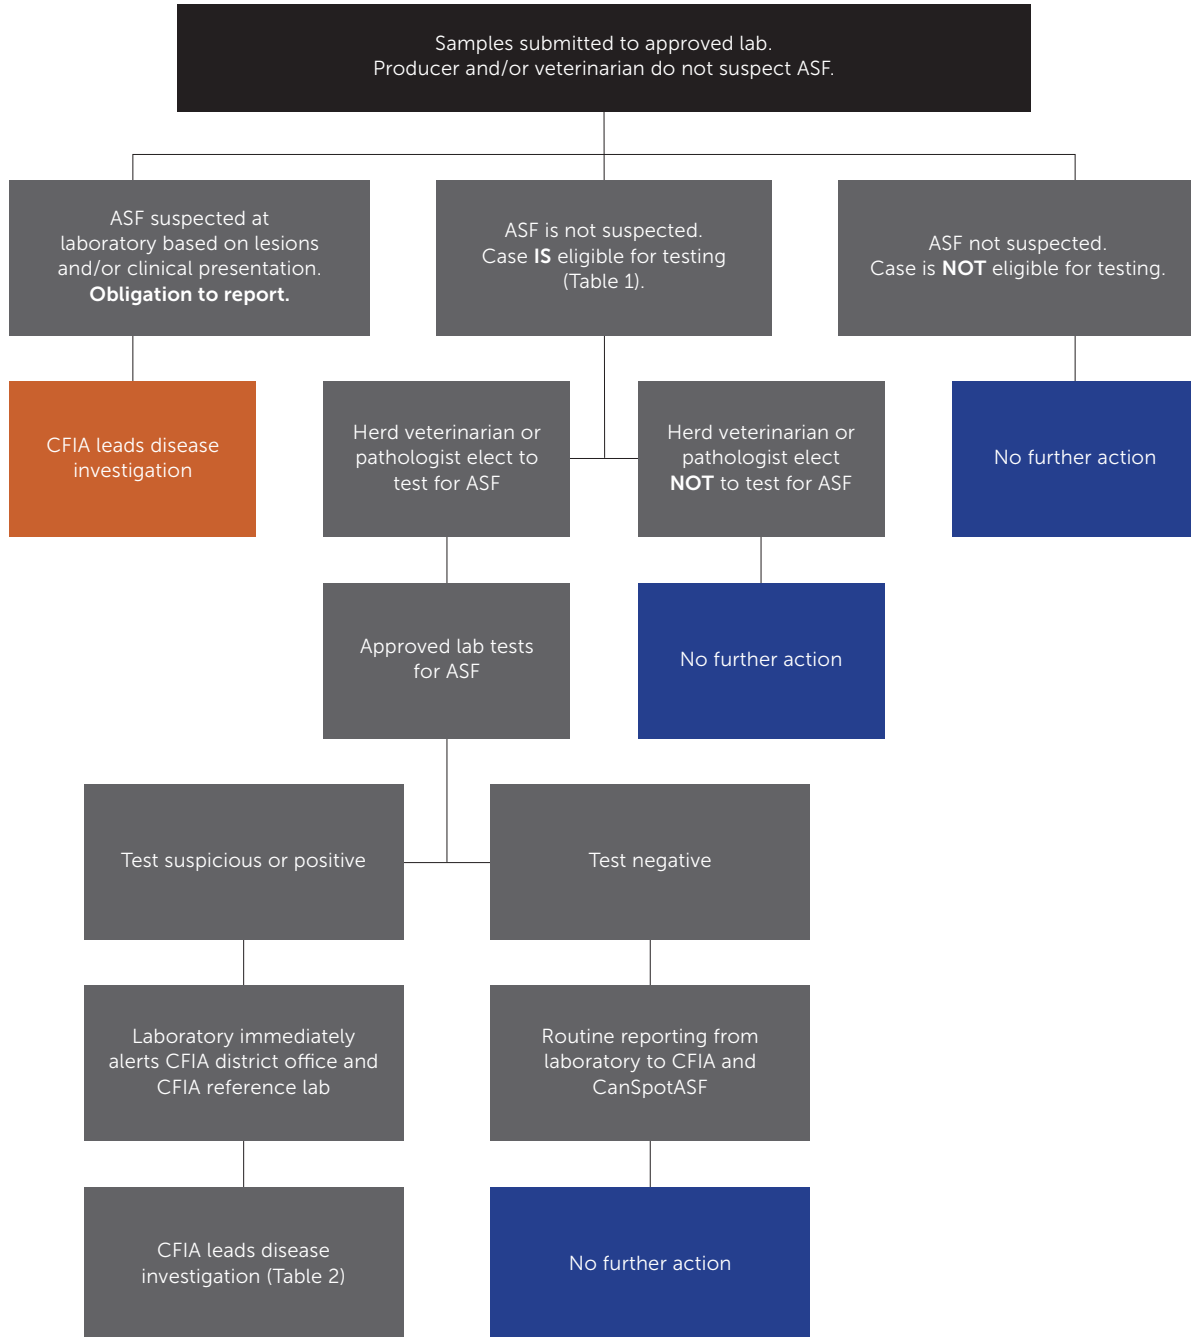 Samples submitted to approved lab.
Producer and/or veterinarian do not suspect ASF.
ASF suspected at
laboratory based on lesions
and/or clinical presentation.
Obligation to report.
ASF is not suspected.
Case IS eligible for testing
(Table 1).
ASF not suspected.
Case is NOT eligible for testing.
CFIA leads disease
investigation
Herd veterinarian or
pathologist elect to
test for ASF
Herd veterinarian or
pathologist elect
NOT to test for ASF
No further action
Approved lab tests
for ASF
No further action
Test suspicious or positive
Test negative
Laboratory immediately
alerts CFIA district office and
CFIA reference lab
Routine reporting from
laboratory to CFIA and
CanSpotASF
CFIA leads disease
investigation (Table 2)
No further action